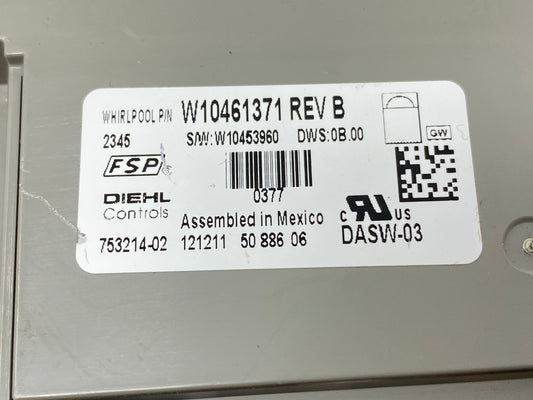 WHIRLPOOL P/N W10461371 REV B
2345 S/W: W10453960 DWS:0B.00
GW
FSP
0377
DIEHL
Controls
Assembled in Mexico
C RU US
753214-02 121211 50 886 06 DASW-03